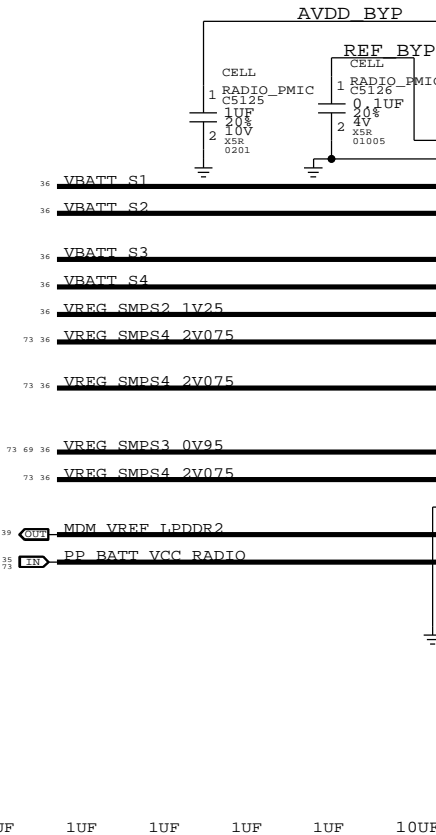 AVDD_BYP
REF_BYP
CELL
1 RADIO_PMIC
C5125
1UF
20%
2 10V
X5R
0201
CELL
1 RADIO_PMIC
C5126
0.1UF
20%
2 4V
X5R
01005
36 VBATT_S1
36 VBATT_S2
36 VBATT_S3
36 VBATT_S4
36 VREG_SMPS2_1V25
73 36 VREG_SMPS4_2V075
73 36 VREG_SMPS4_2V075
73 69 36 VREG_SMPS3_0V95
73 36 VREG_SMPS4_2V075
39 OUT MDM_VREF_LPDDR2
35 73 IN PP_BATT_VCC_RADIO
UF 1UF 1UF 1UF 1UF 10UF